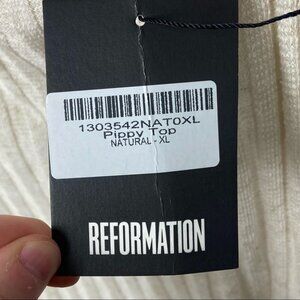 1303542NAT0XL
Pippy Top
NATURAL - XL
REFORMATION